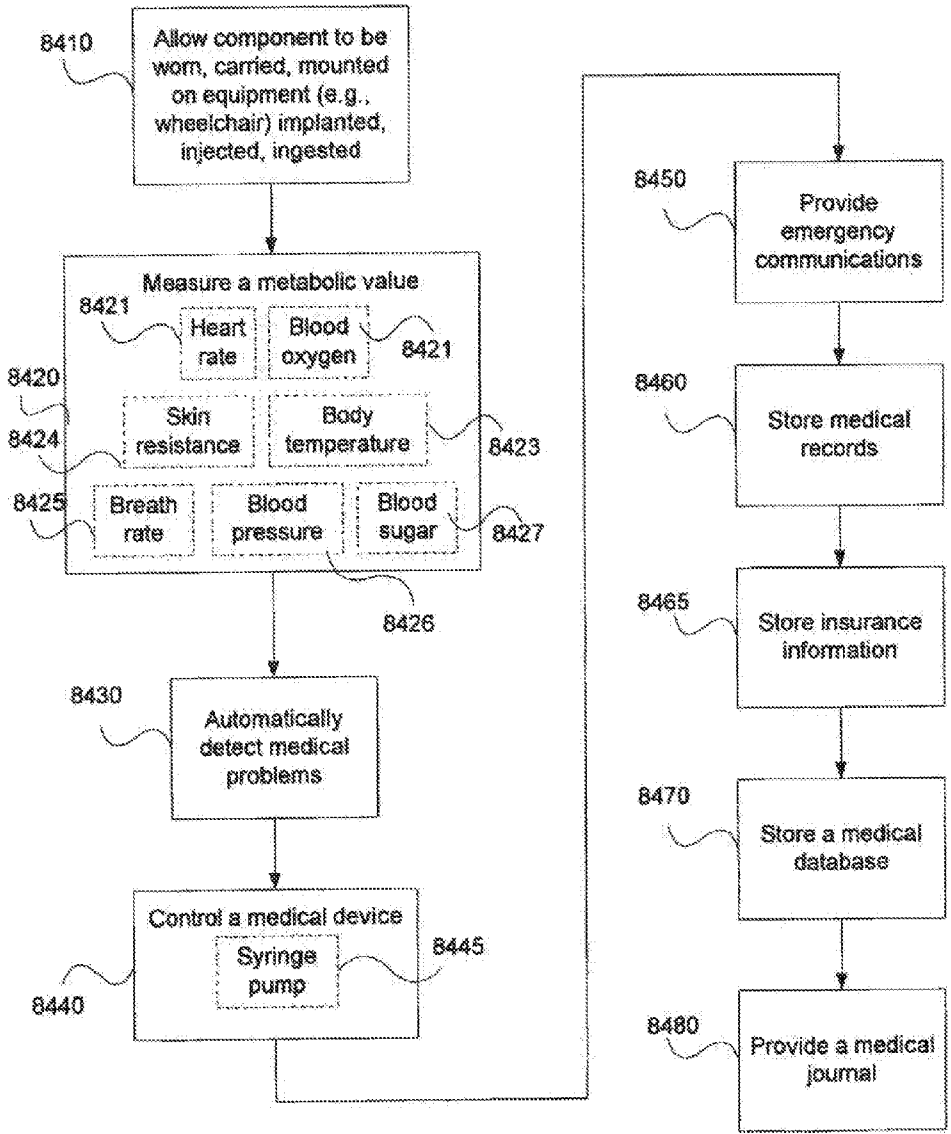 8410
Allow component to be
worn, carried, mounted
on equipment (e.g.,
wheelchair) implanted,
injected, ingested
Measure a metabolic value
8421
Heart
rate
Blood
oxygen
8421
8420
Skin
resistance
8424
Body
temperature
8423
8425
Breath
rate
Blood
pressure
Blood
sugar
8427
8426
8430
Automatically
detect medical
problems
Control a medical device
Syringe
pump
8445
8440
8450
Provide
emergency
communications
8460
Store medical
records
8465
Store insurance
information
8470
Store a medical
database
8480
Provide a medical
journal